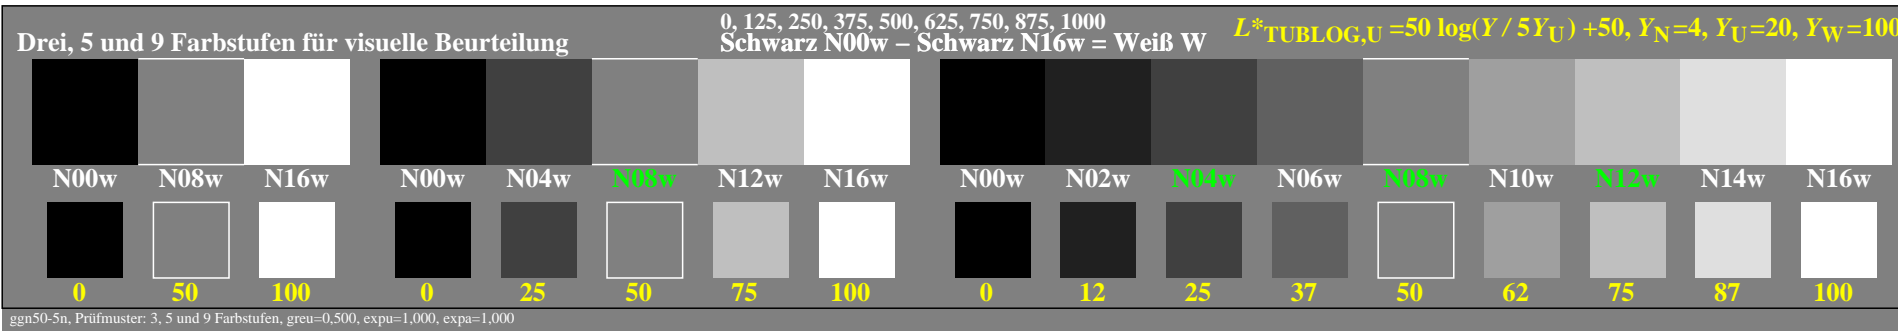 Drei, 5 und 9 Farbstufen für visuelle Beurteilung
0, 125, 250, 375, 500, 625, 750, 875, 1000
Schwarz N00w – Schwarz N16w = Weiß W
L*TUBLOG,U =50 log(Y / 5YU) +50, YN=4, YU=20, YW=100
N00w N08w N16w N00w N04w N08w N12w N16w N00w N02w N04w N06w N08w N10w N12w N14w N16w
0 50 100 0 25 50 75 100 0 12 25 37 50 62 75 87 100
ggn50-5n, Prüfmuster: 3, 5 und 9 Farbstufen, greu=0,500, expu=1,000, expa=1,000